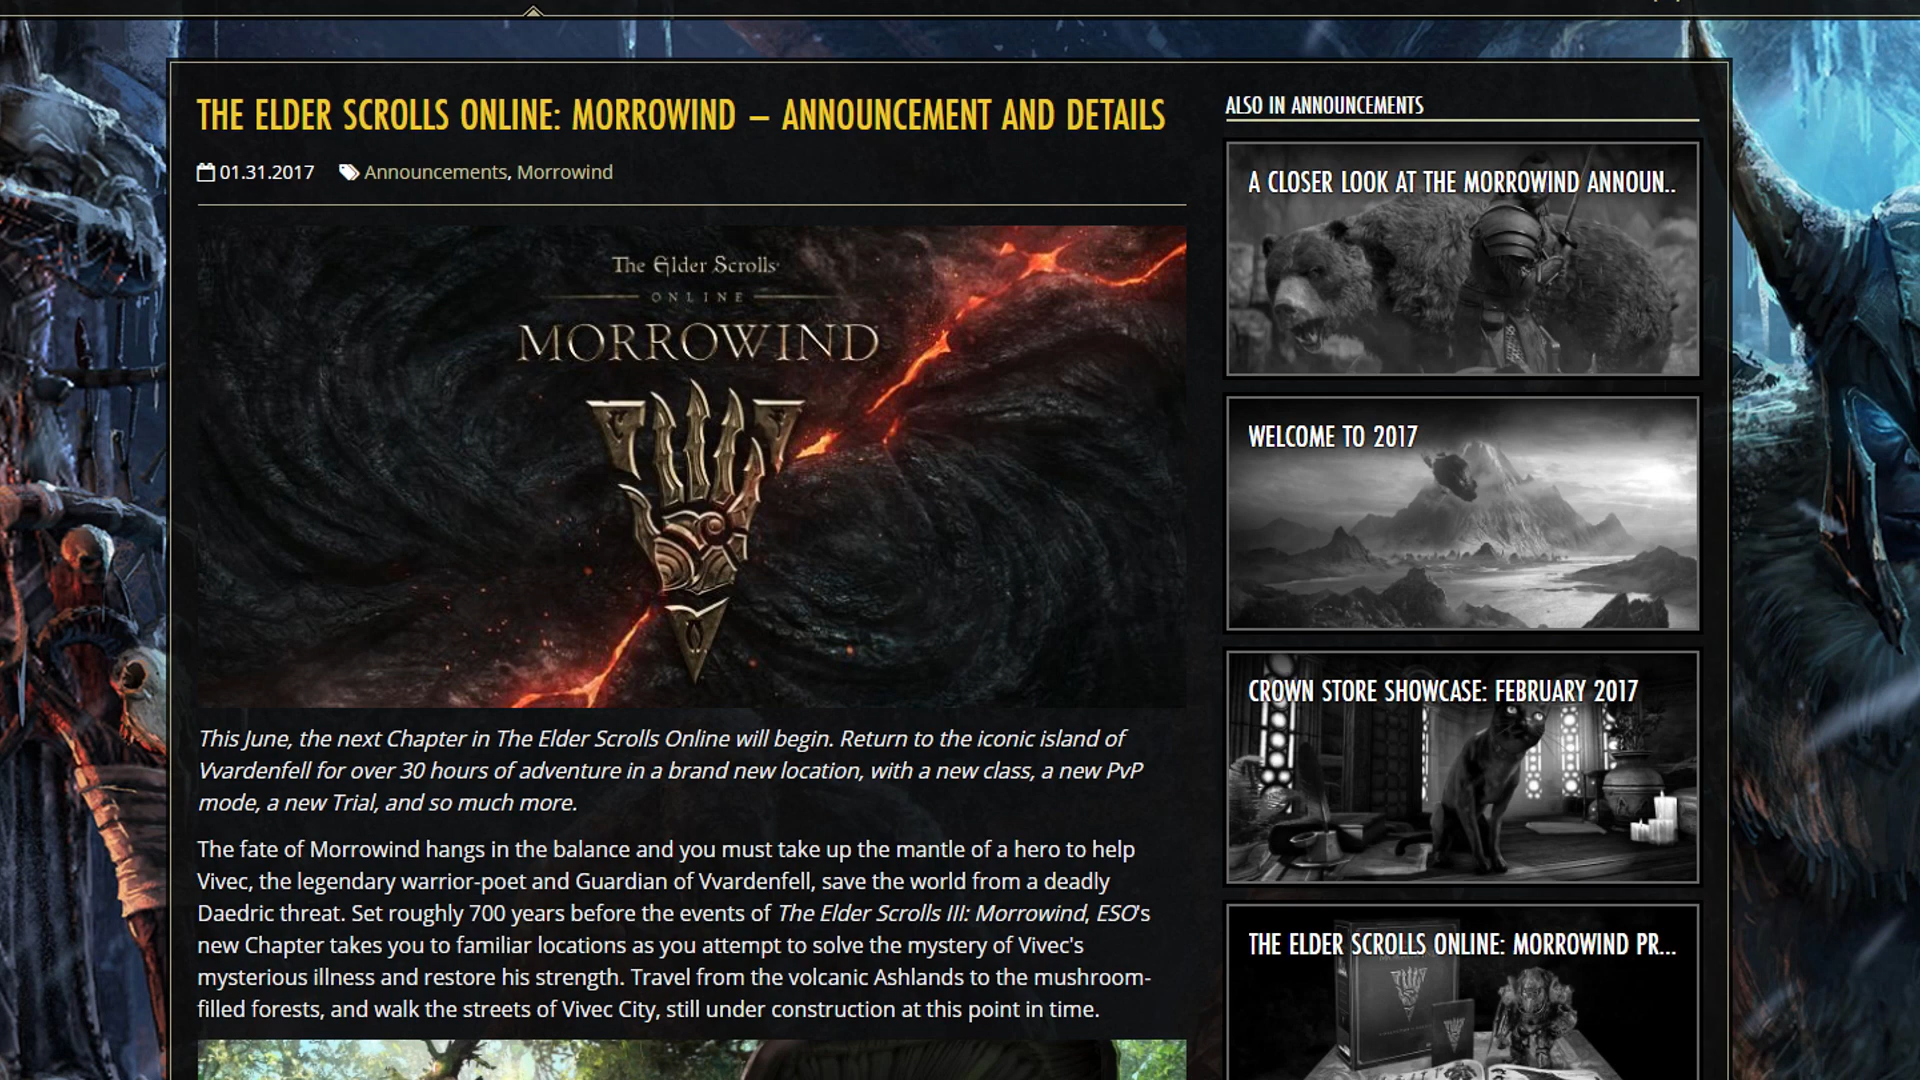 THE ELDER SCROLLS ONLINE: MORROWIND – ANNOUNCEMENT AND DETAILS
01.31.2017 Announcements, Morrowind
The Elder Scrolls
ONLINE
MORROWIND
This June, the next Chapter in The Elder Scrolls Online will begin. Return to the iconic island of
Vvardenfell for over 30 hours of adventure in a brand new location, with a new class, a new PvP
mode, a new Trial, and so much more.
The fate of Morrowind hangs in the balance and you must take up the mantle of a hero to help
Vivec, the legendary warrior-poet and Guardian of Vvardenfell, save the world from a deadly
Daedric threat. Set roughly 700 years before the events of The Elder Scrolls III: Morrowind, ESO's
new Chapter takes you to familiar locations as you attempt to solve the mystery of Vivec's
mysterious illness and restore his strength. Travel from the volcanic Ashlands to the mushroom-
filled forests, and walk the streets of Vivec City, still under construction at this point in time.
ALSO IN ANNOUNCEMENTS
A CLOSER LOOK AT THE MORROWIND ANNOUN..
WELCOME TO 2017
CROWN STORE SHOWCASE: FEBRUARY 2017
THE ELDER SCROLLS ONLINE: MORROWIND PR...